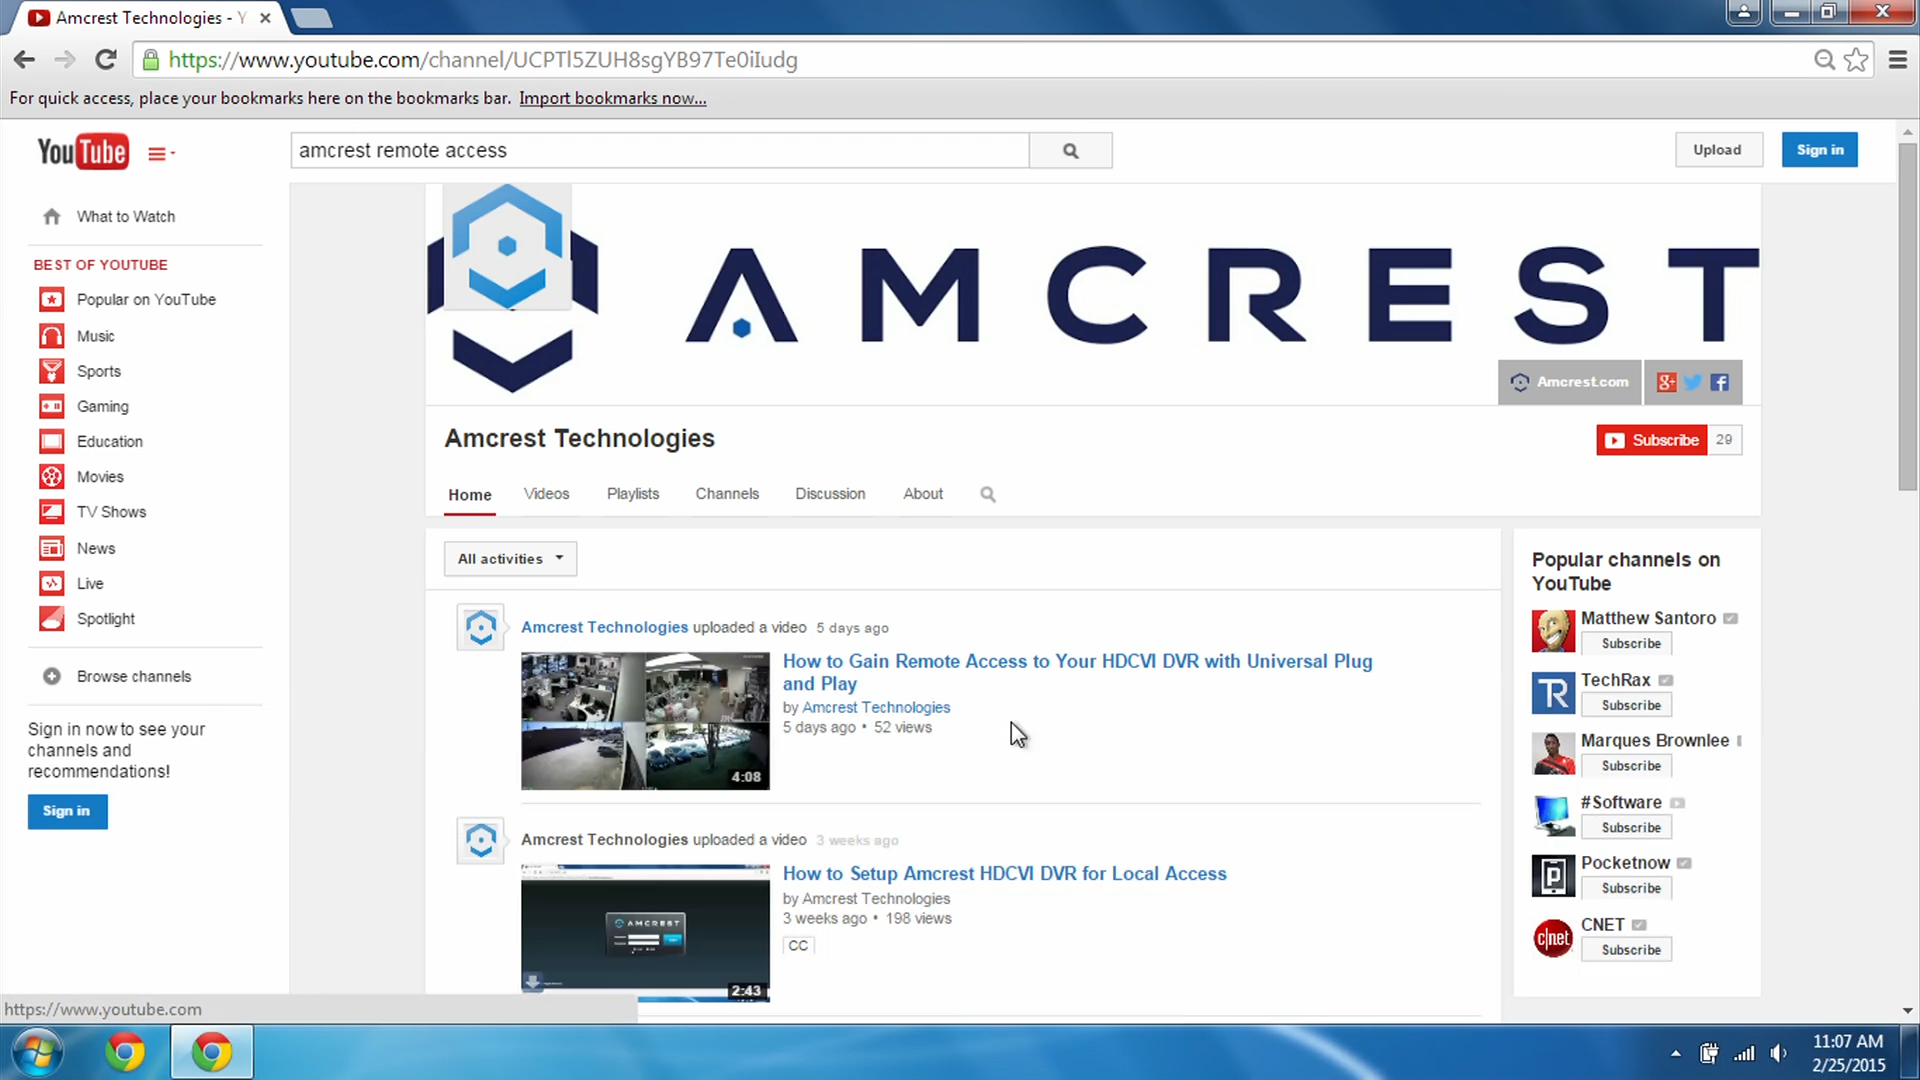 Amcrest Technologies - Y
https://www.youtube.com/channel/UCPTl5ZUH8sgYB97Te0iIudg
For quick access, place your bookmarks here on the bookmarks bar. Import bookmarks now...
YouTube
amcrest remote access
Upload
Sign in
What to Watch
BEST OF YOUTUBE
Popular on YouTube
Music
Sports
Gaming
Education
Movies
TV Shows
News
Live
Spotlight
Browse channels
Sign in now to see your
channels and
recommendations!
Sign in
AMCREST
Amcrest.com
Amcrest Technologies
Subscribe 29
Home Videos Playlists Channels Discussion About
All activities
Amcrest Technologies uploaded a video 5 days ago
How to Gain Remote Access to Your HDCVI DVR with Universal Plug
and Play
by Amcrest Technologies
5 days ago • 52 views
4:08
Amcrest Technologies uploaded a video 3 weeks ago
How to Setup Amcrest HDCVI DVR for Local Access
by Amcrest Technologies
3 weeks ago • 198 views
CC
AMCREST
2:43
Popular channels on
YouTube
Matthew Santoro
Subscribe
TechRax
Subscribe
Marques Brownlee
Subscribe
#Software
Subscribe
Pocketnow
Subscribe
c|net
CNET
Subscribe
https://www.youtube.com
11:07 AM
2/25/2015